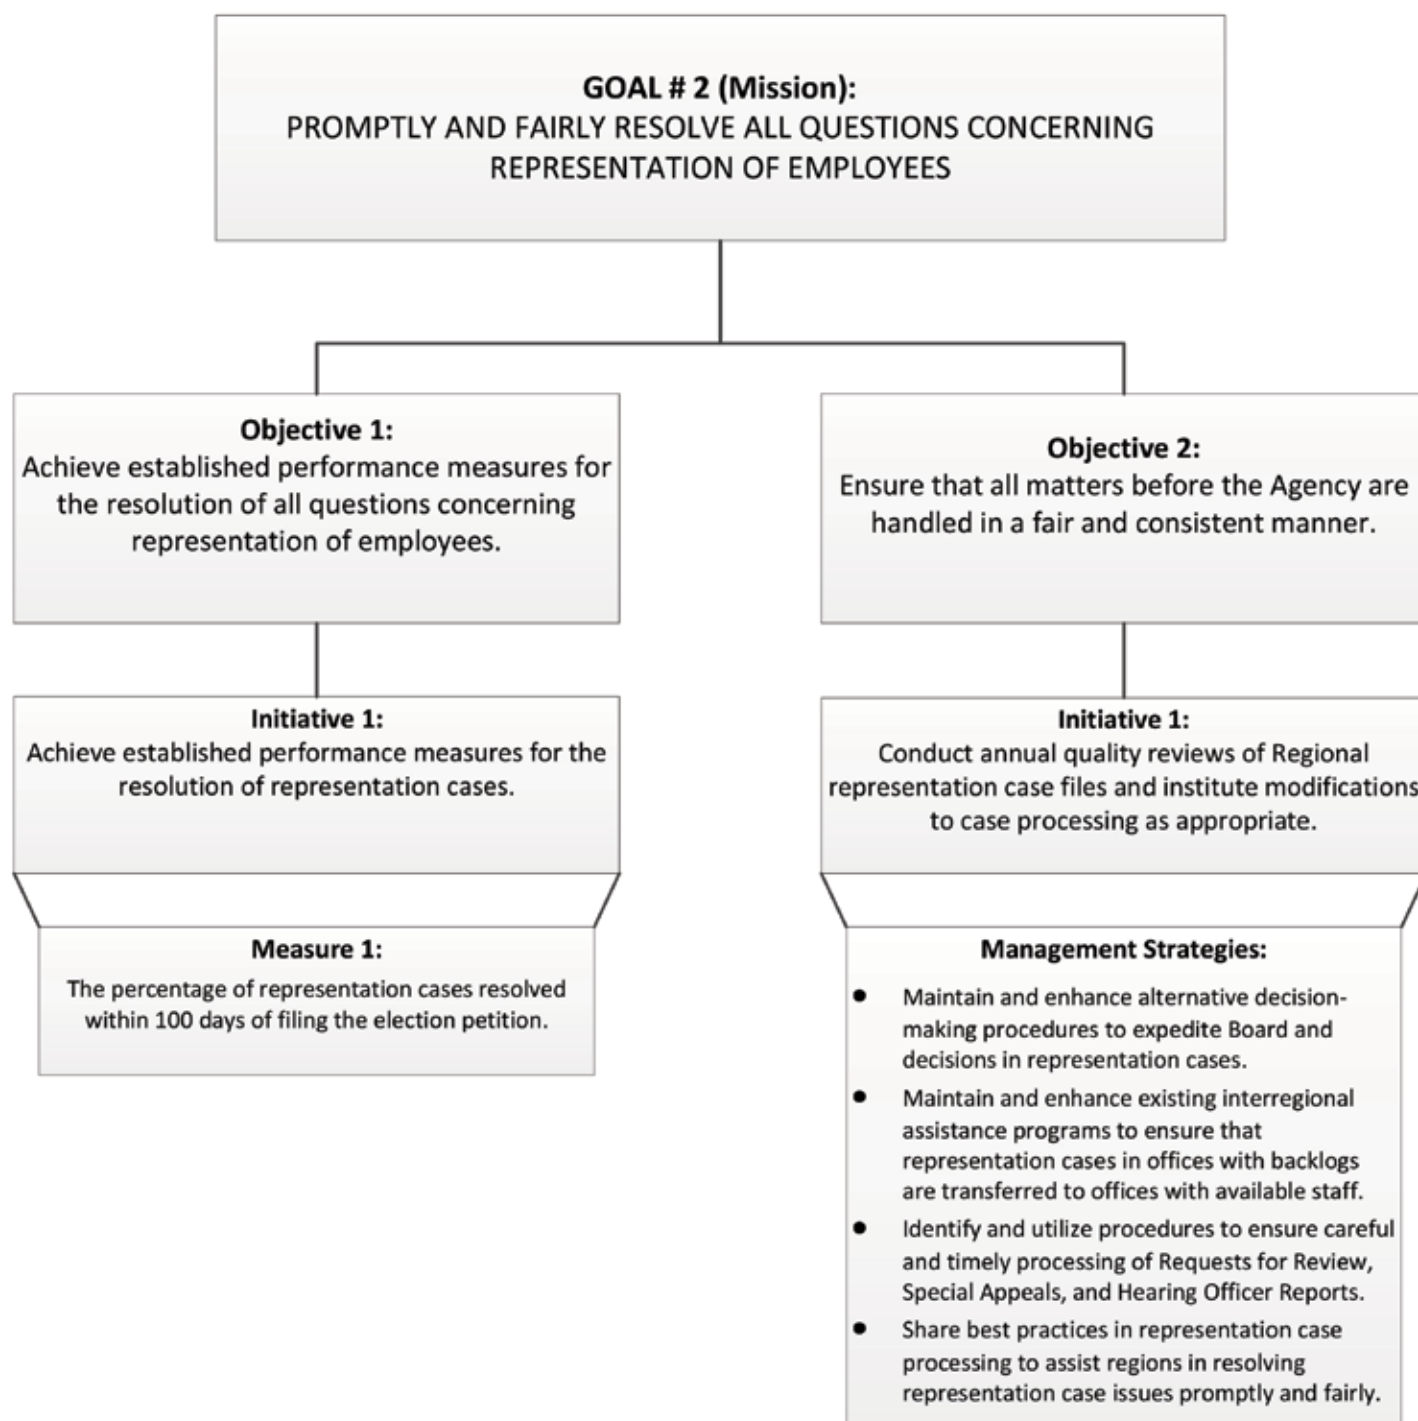 GOAL # 2 (Mission):
PROMPTLY AND FAIRLY RESOLVE ALL QUESTIONS CONCERNING
REPRESENTATION OF EMPLOYEES
Objective 1:
Achieve established performance measures for
the resolution of all questions concerning
representation of employees.
Initiative 1:
Achieve established performance measures for the
resolution of representation cases.
Measure 1:
The percentage of representation cases resolved
within 100 days of filing the election petition.
Objective 2:
Ensure that all matters before the Agency are
handled in a fair and consistent manner.
Initiative 1:
Conduct annual quality reviews of Regional
representation case files and institute modifications
to case processing as appropriate.
Management Strategies:
● Maintain and enhance alternative decision-
making procedures to expedite Board and
decisions in representation cases.
● Maintain and enhance existing interregional
assistance programs to ensure that
representation cases in offices with backlogs
are transferred to offices with available staff.
● Identify and utilize procedures to ensure careful
and timely processing of Requests for Review,
Special Appeals, and Hearing Officer Reports.
● Share best practices in representation case
processing to assist regions in resolving
representation case issues promptly and fairly.